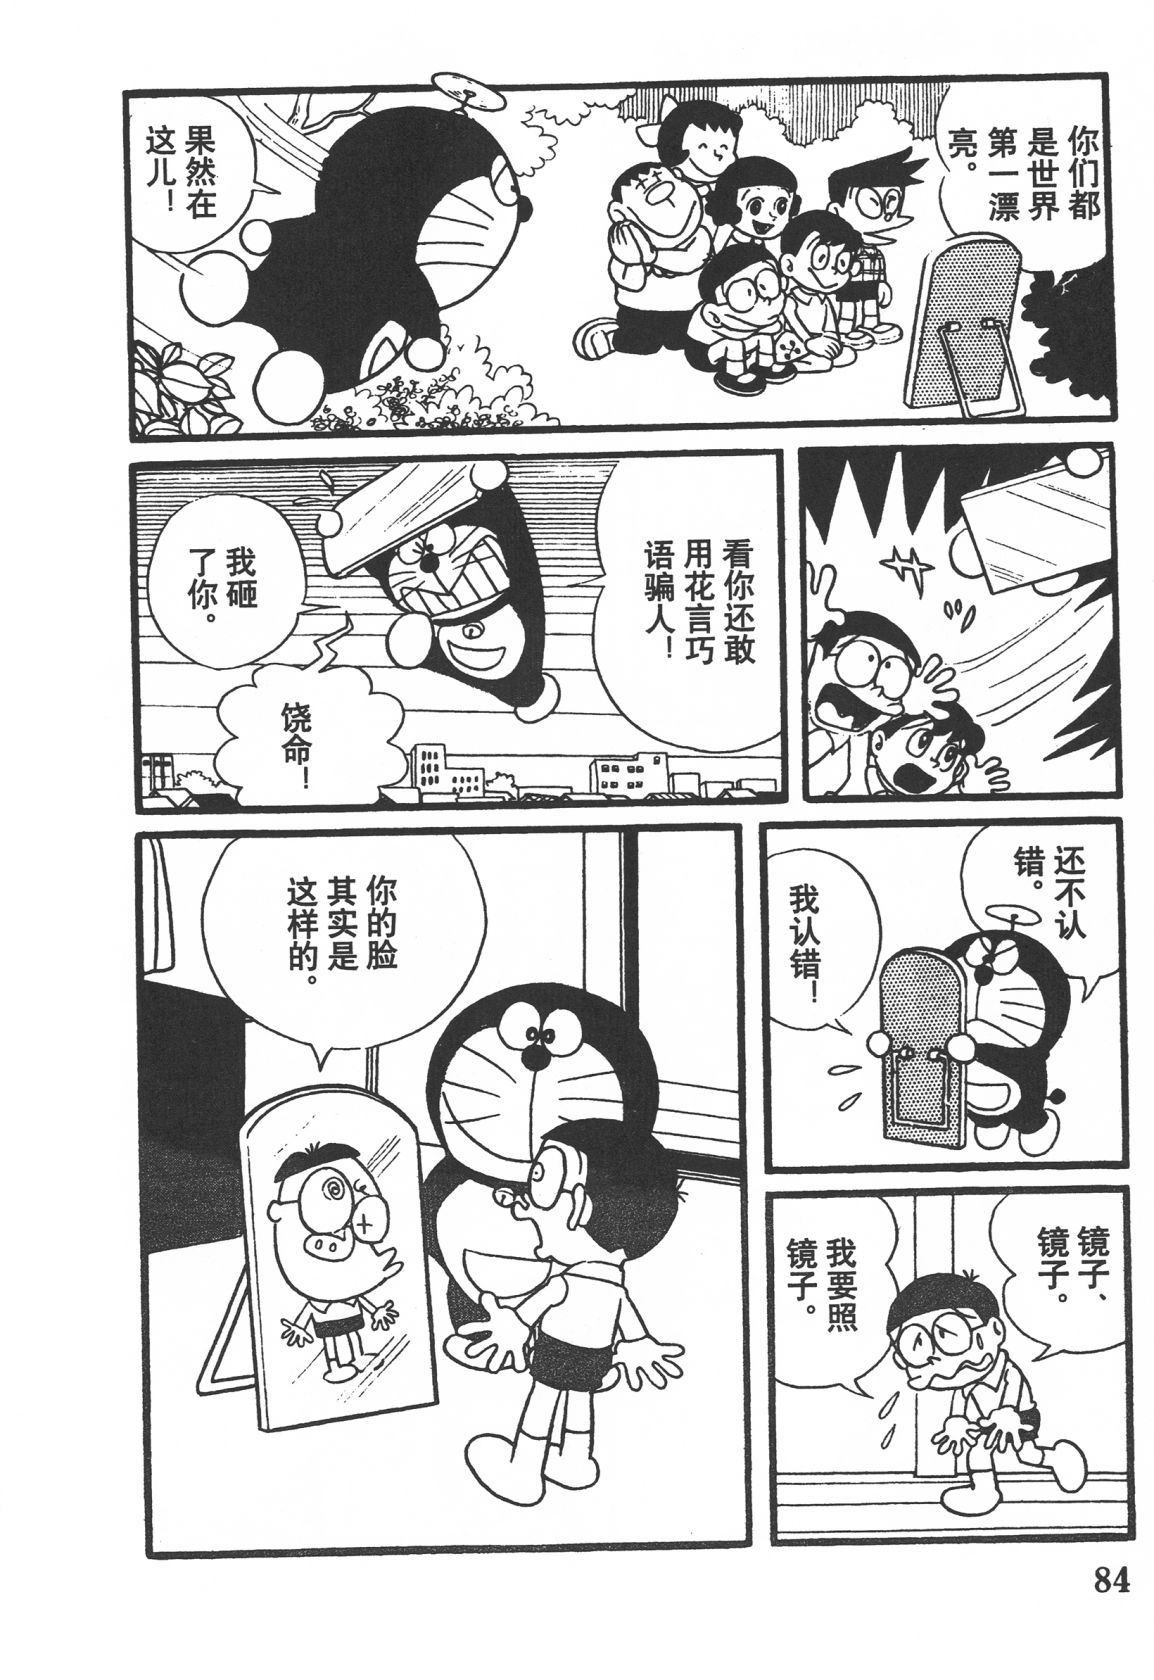 你们都
是世界
第一漂
亮。
果然在
这儿！
看你还敢
用花言巧
语骗人！
我砸
了你。
饶命！
还不认
错。
我认错！
镜子、
镜子。
我要照
镜子。
你的脸
其实是
这样的。
84